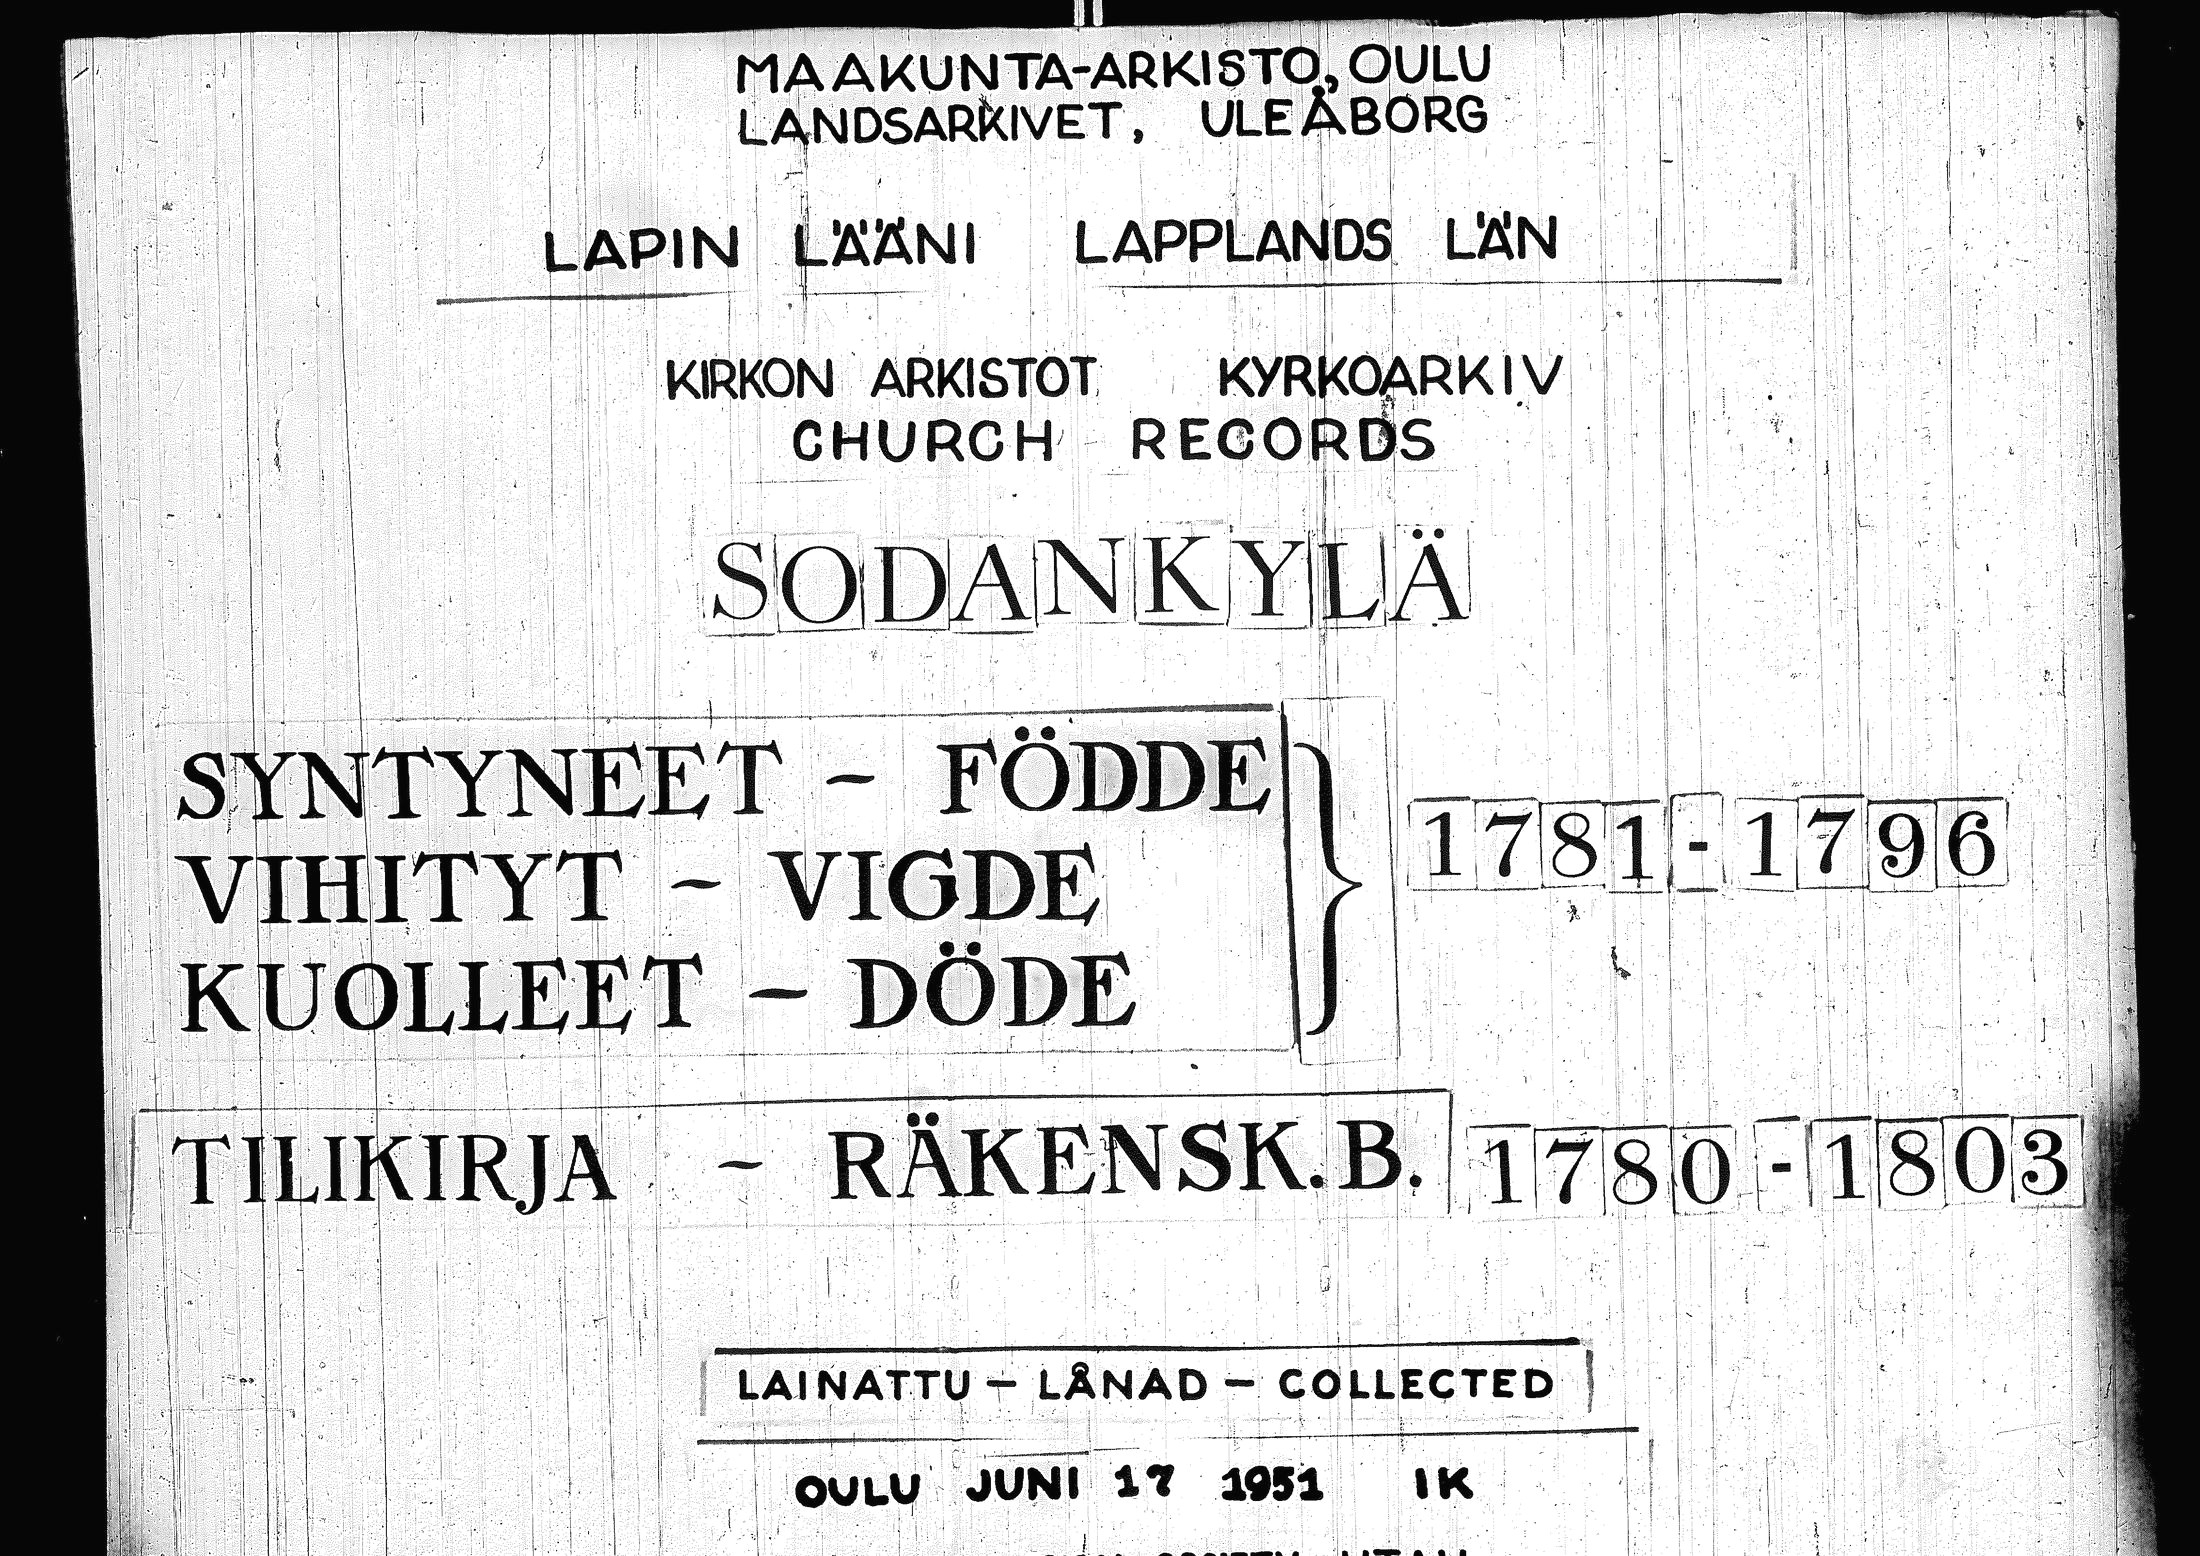 MAAKUNTA-ARKISTO, OULU
LANDSARKIVET, ULEÅBORG
LAPIN LÄÄNI LAPPLANDS LÄN
KIRKON ARKISTOT KYRKOARKIV
CHURCH RECORDS
SODANKYLÄ
SYNTYNEET - FÖDDE
VIHITYT - VIGDE
KUOLLEET - DÖDE
} 1781-1796
TILIKIRJA - RÄKENSK.B. 1780-1803
LAINATTU - LÅNAD - COLLECTED
OULU JUNI 17 1951 IK